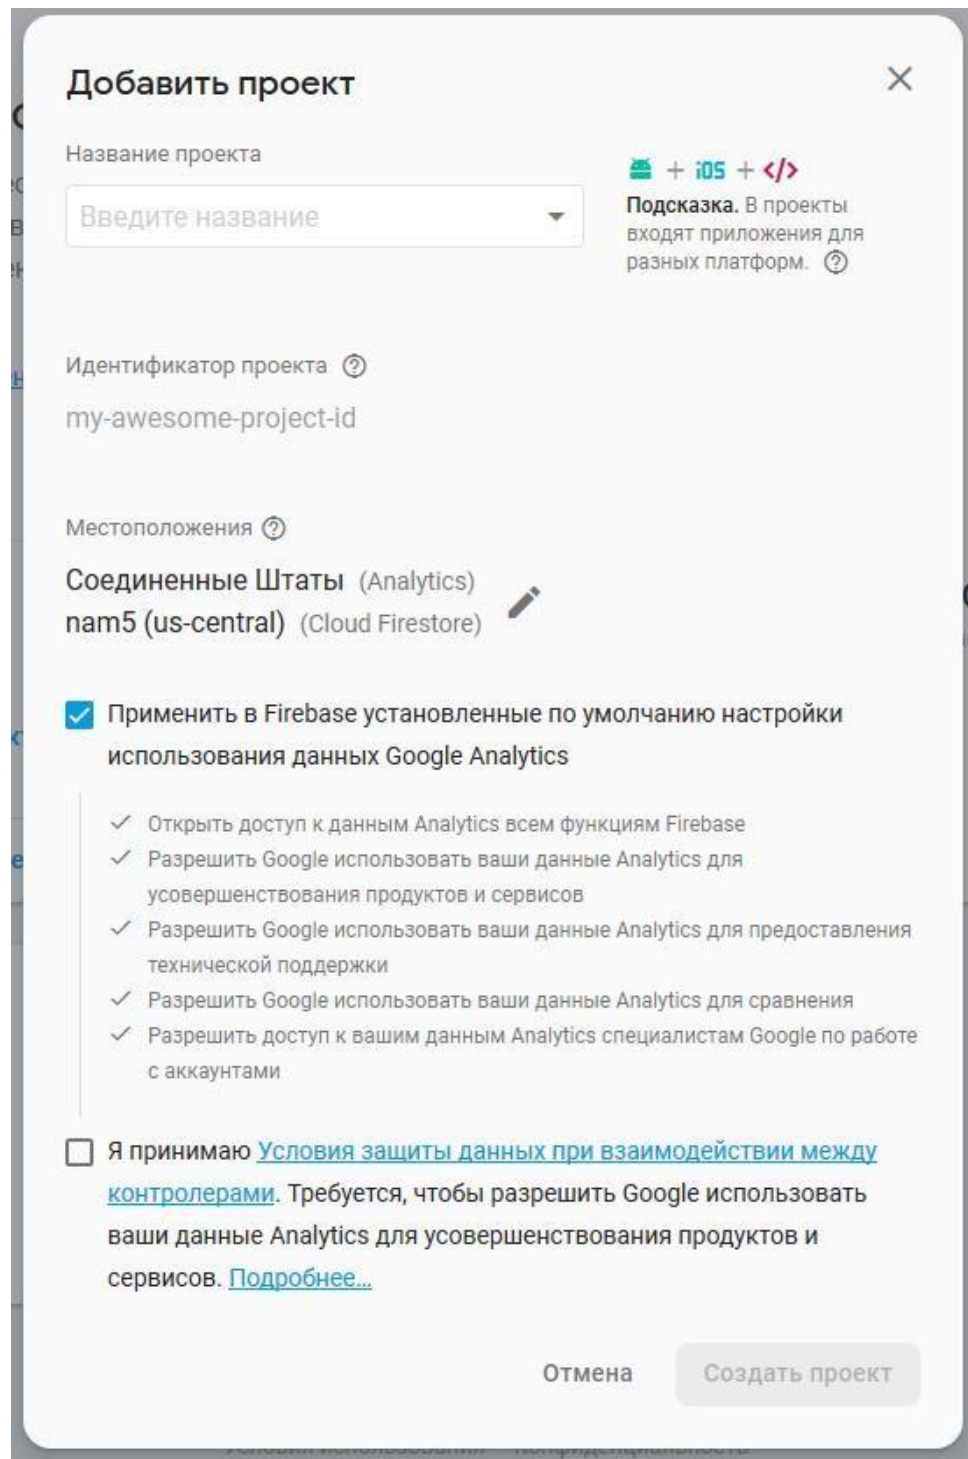 Добавить проект
Название проекта
Введите название
+ iOS + </>
Подсказка. В проекты
входят приложения для
разных платформ.
Идентификатор проекта
my-awesome-project-id
Местоположения
Соединенные Штаты (Analytics)
nam5 (us-central) (Cloud Firestore)
Применить в Firebase установленные по умолчанию настройки
использования данных Google Analytics
Открыть доступ к данным Analytics всем функциям Firebase
Разрешить Google использовать ваши данные Analytics для
усовершенствования продуктов и сервисов
Разрешить Google использовать ваши данные Analytics для предоставления
технической поддержки
Разрешить Google использовать ваши данные Analytics для сравнения
Разрешить доступ к вашим данным Analytics специалистам Google по работе
с аккаунтами
Я принимаю Условия защиты данных при взаимодействии между
контролерами. Требуется, чтобы разрешить Google использовать
ваши данные Analytics для усовершенствования продуктов и
сервисов. Подробнее...
Отмена
Создать проект